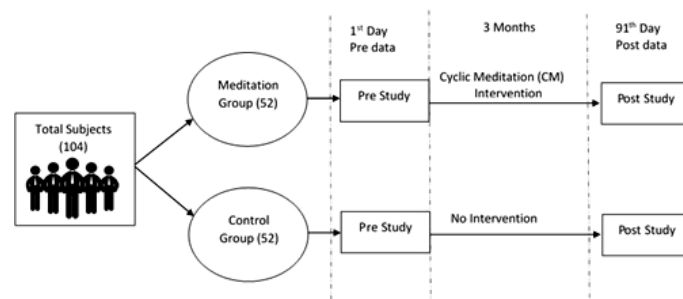 1st Day
Pre data
3 Months
91th Day
Post data
Meditation
Group (52)
Pre Study
Cyclic Meditation (CM)
Intervention
Post Study
Total Subjects
(104)
Control
Group (52)
Pre Study
No Intervention
Post Study